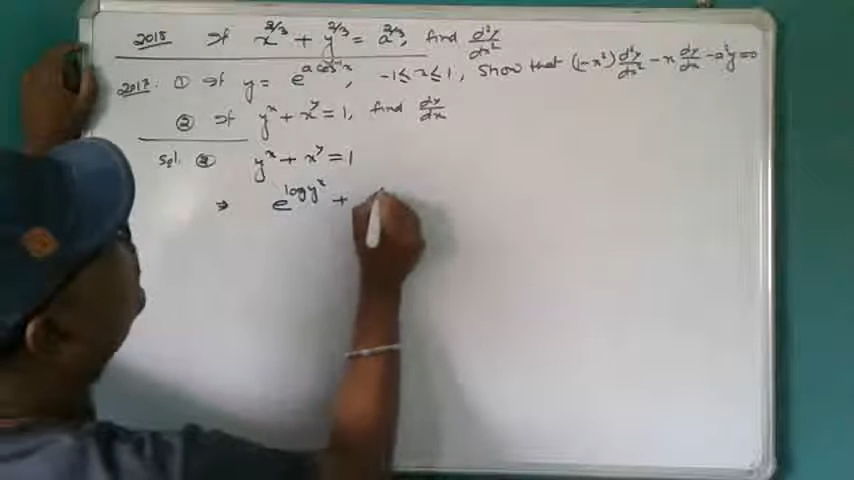 2015 If x^{2/3} + y^{2/3} = a^{2/3}, find d²y/dx²
2017. ① If y = e^{a cos⁻¹x}, -1 ≤ x ≤ 1, Show that (1-x²) d²y/dx² - x dy/dx - a²y = 0
② If y^x + x^y = 1, find dy/dx
Sol. ② y^x + x^y = 1
⇒ e^{log y^x} +